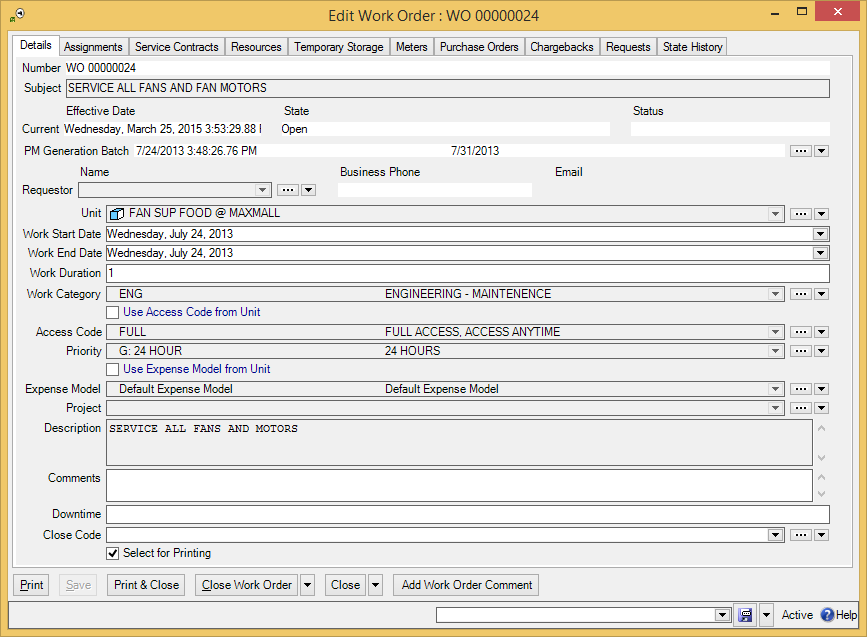 Edit Work Order : WO 00000024
Details Assignments Service Contracts Resources Temporary Storage Meters Purchase Orders Chargebacks Requests State History
Number WO 00000024
Subject SERVICE ALL FANS AND FAN MOTORS
Effective Date State Status
Current Wednesday, March 25, 2015 3:53:29.88 Open
PM Generation Batch 7/24/2013 3:48:26.76 PM 7/31/2013
Name Business Phone Email
Requestor
Unit FAN SUP FOOD @ MAXMALL
Work Start Date Wednesday, July 24, 2013
Work End Date Wednesday, July 24, 2013
Work Duration 1
Work Category ENG ENGINEERING - MAINTENENCE
Use Access Code from Unit
Access Code FULL FULL ACCESS, ACCESS ANYTIME
Priority G: 24 HOUR 24 HOURS
Use Expense Model from Unit
Expense Model Default Expense Model Default Expense Model
Project
Description SERVICE ALL FANS AND MOTORS
Comments
Downtime
Close Code
Select for Printing
Print Save Print & Close Close Work Order Close Add Work Order Comment
Active Help